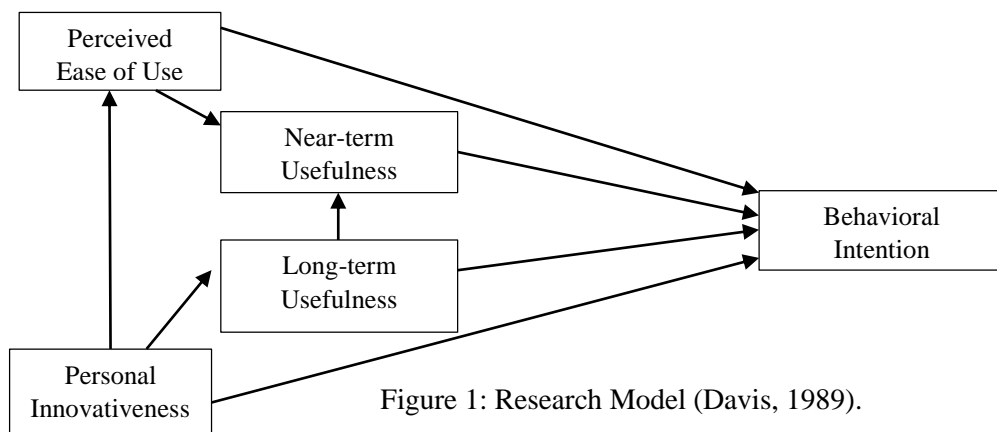 Perceived
Ease of Use
Near-term
Usefulness
Behavioral
Intention
Long-term
Usefulness
Personal
Innovativeness
Figure 1: Research Model (Davis, 1989).